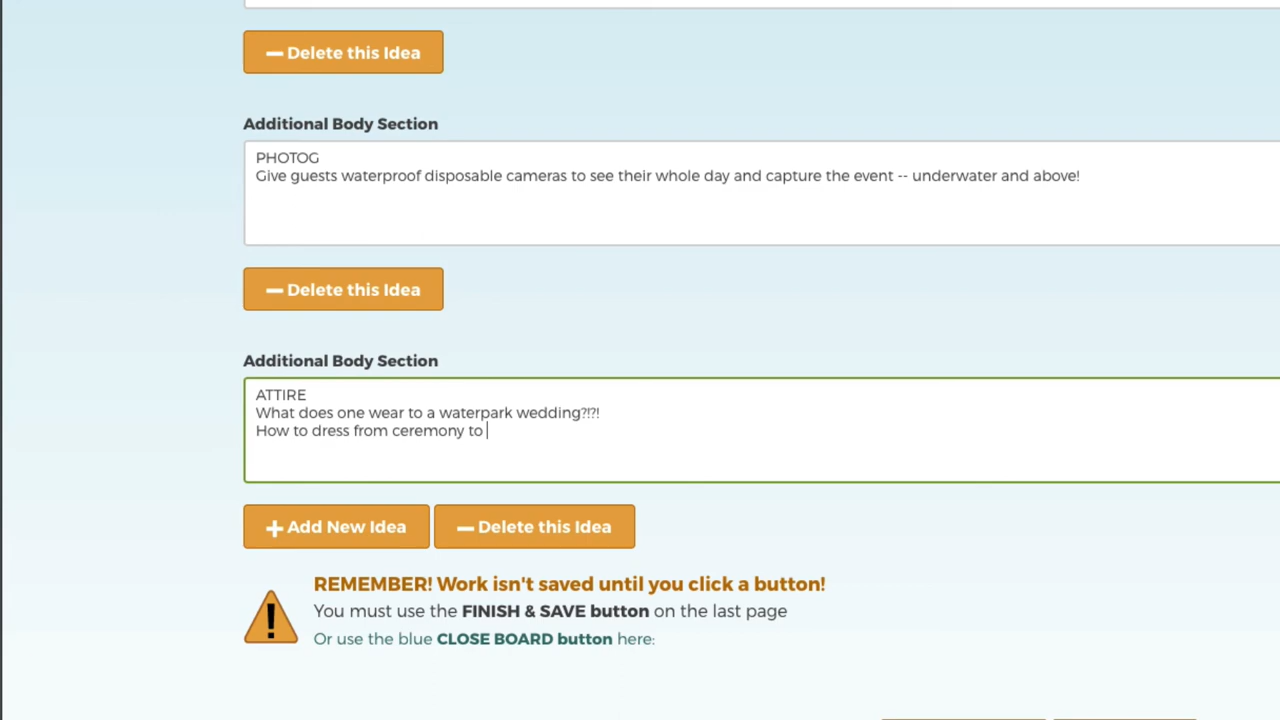 Delete this Idea
Additional Body Section
PHOTOG
Give guests waterproof disposable cameras to see their whole day and capture the event -- underwater and above!
Delete this Idea
Additional Body Section
ATTIRE
What does one wear to a waterpark wedding?!?!
How to dress from ceremony to
Add New Idea
Delete this Idea
REMEMBER! Work isn't saved until you click a button!
You must use the FINISH & SAVE button on the last page
Or use the blue CLOSE BOARD button here: